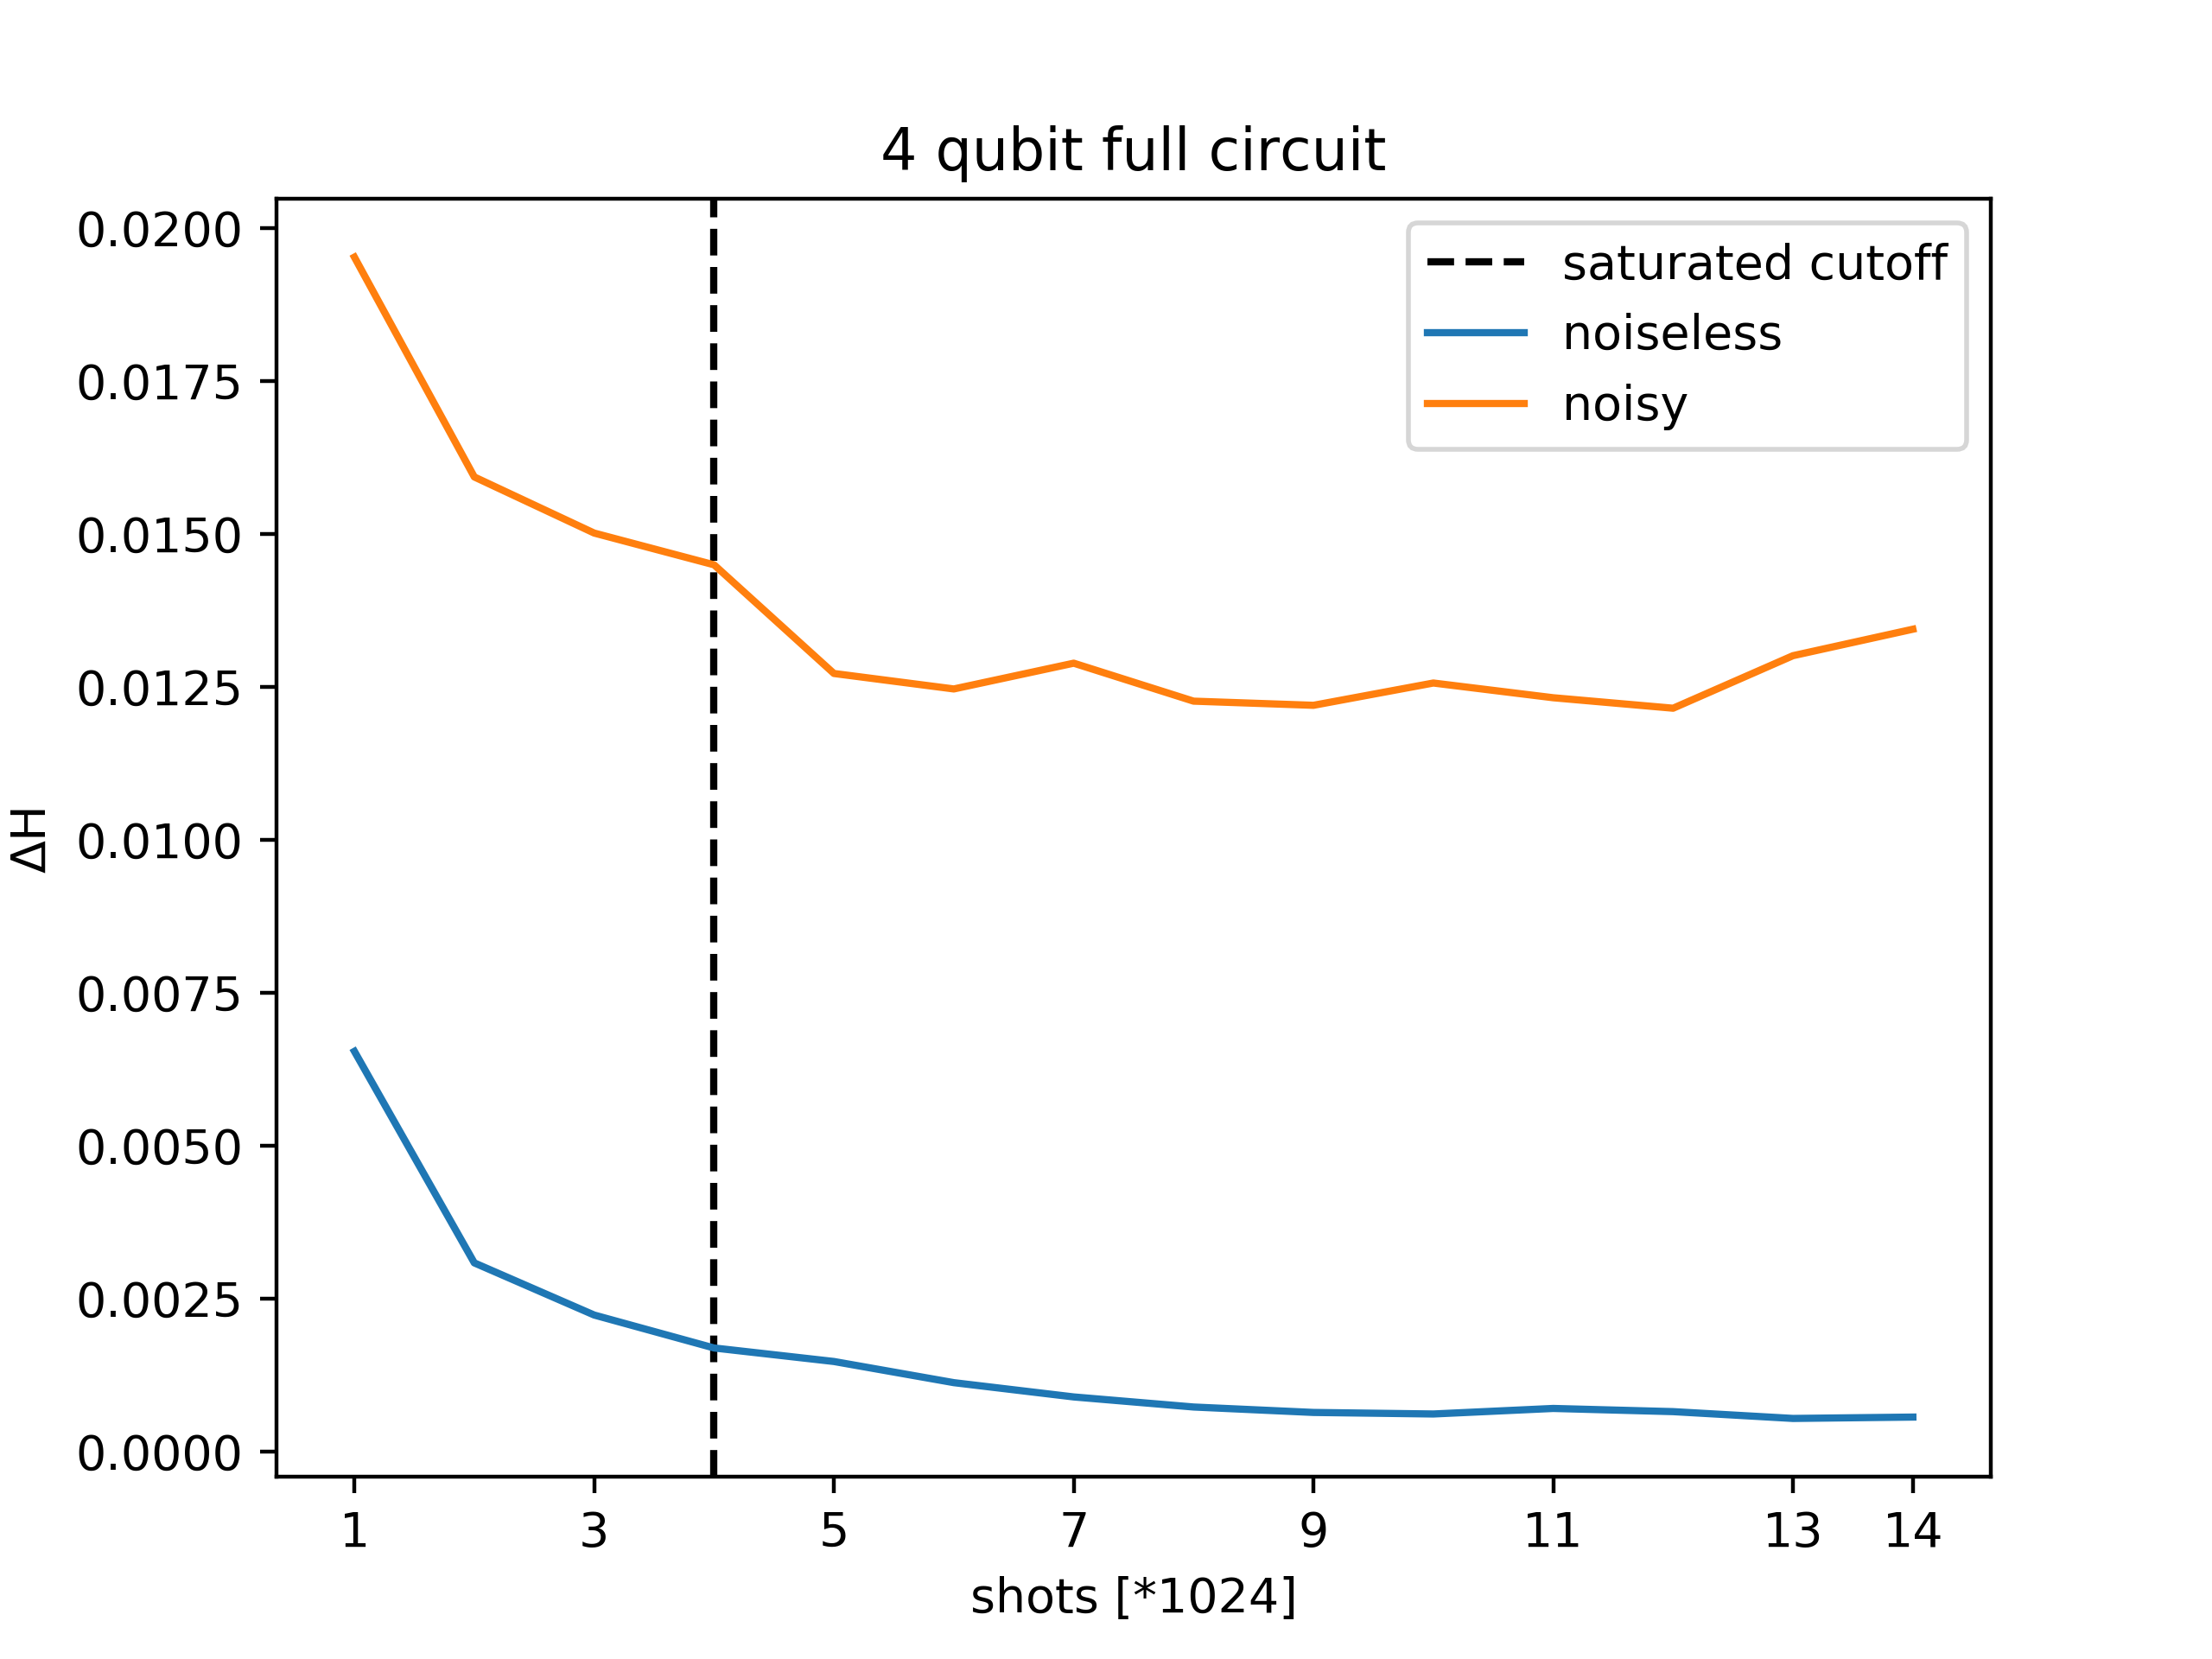 4 qubit full circuit
saturated cutoff
noiseless
noisy
0.0200
0.0175
0.0150
0.0125
0.0100
0.0075
0.0050
0.0025
0.0000
ΔH
1 3 5 7 9 11 13 14
shots [*1024]